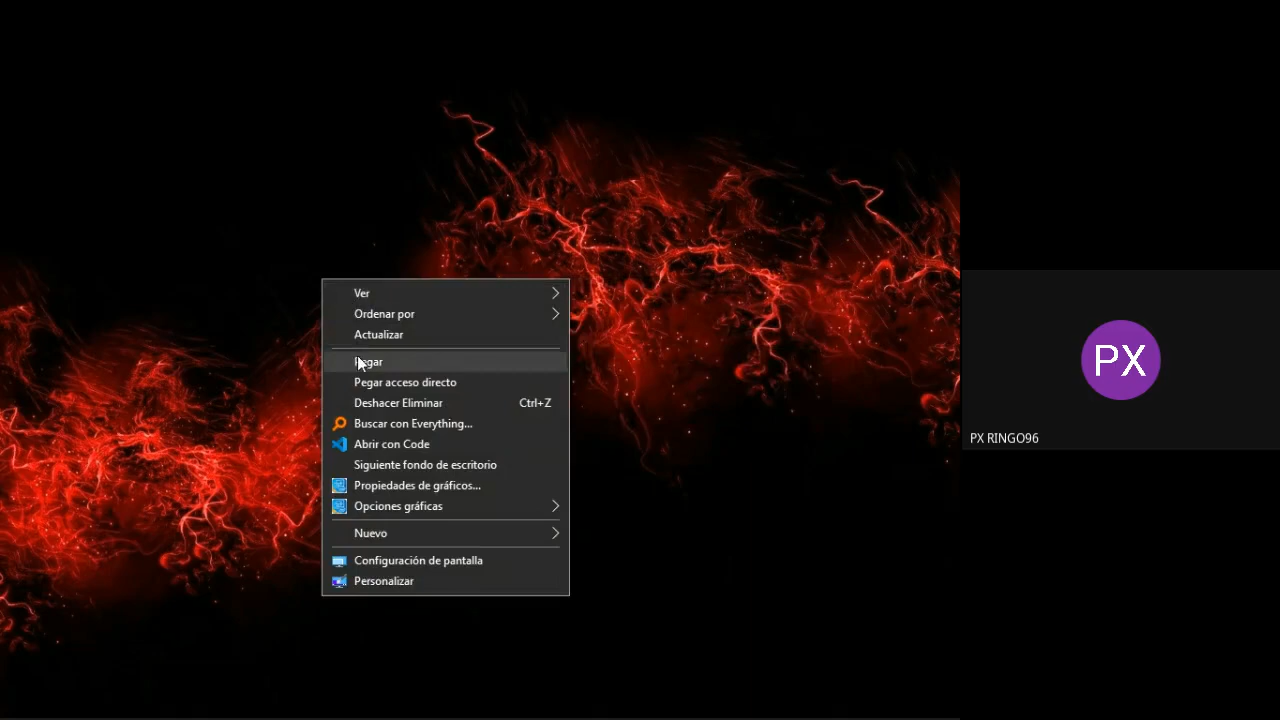 Ver
Ordenar por
Actualizar
Pegar acceso directo
Deshacer Eliminar Ctrl+Z
Buscar con Everything...
Abrir con Code
Siguiente fondo de escritorio
Propiedades de gráficos...
Opciones gráficas
Nuevo
Configuración de pantalla
Personalizar
PX
PX RINGO96